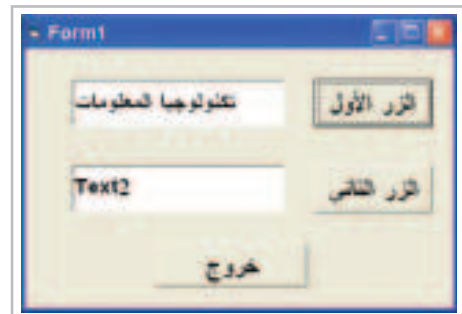 Form1
الزر الأول
تكنولوجيا المعلومات
الزر الثاني
Text2
خروج